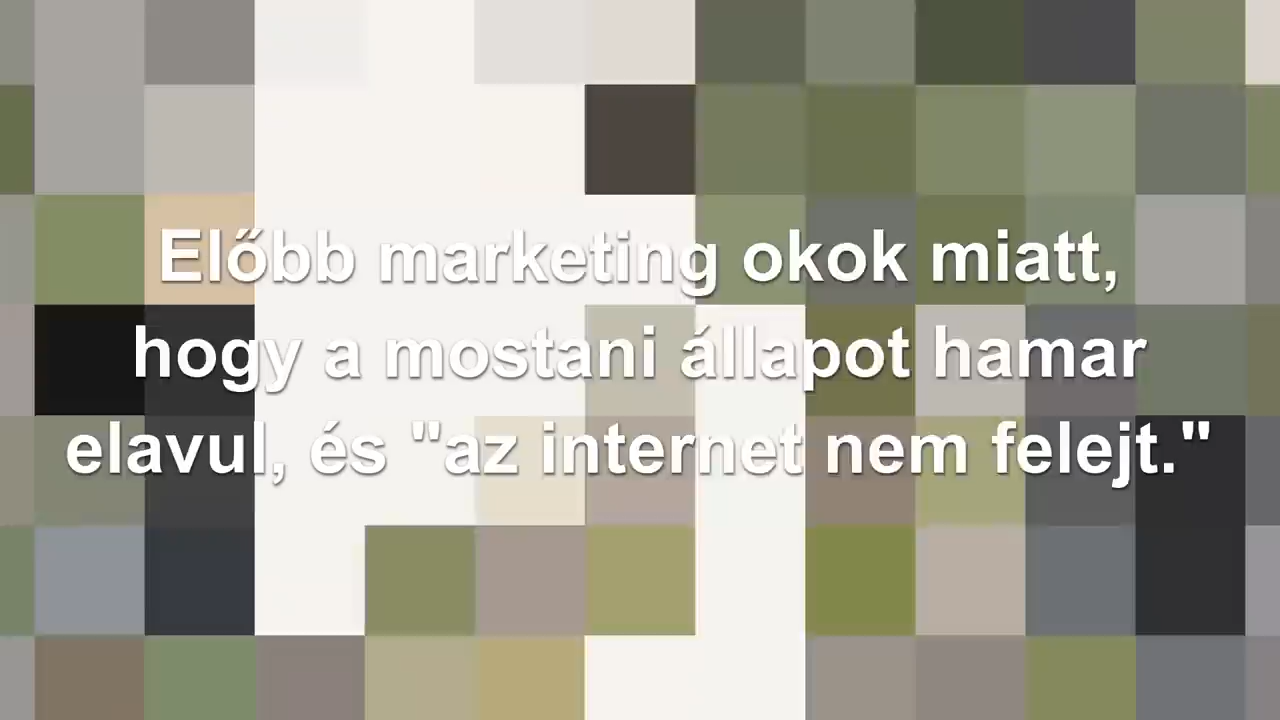 Előbb marketing okok miatt,
hogy a mostani állapot hamar
elavul, és "az internet nem felejt."